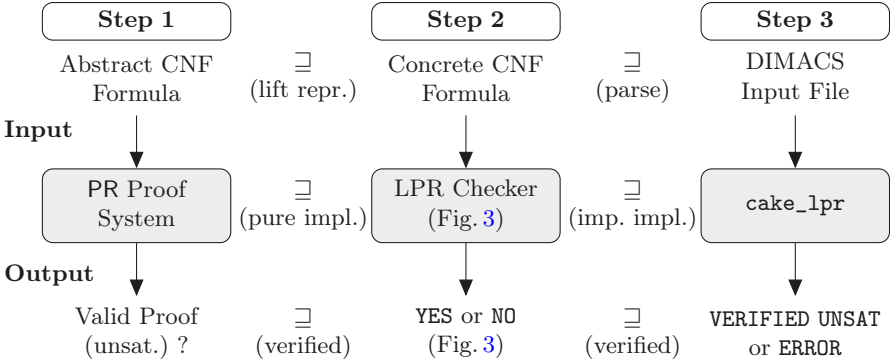 Step 1 Step 2 Step 3
Abstract CNF ⊒ Concrete CNF ⊒ DIMACS
Formula (lift repr.) Formula (parse) Input File
Input
PR Proof ⊒ LPR Checker ⊒ cake_lpr
System (pure impl.) (Fig. 3) (imp. impl.)
Output
Valid Proof ⊒ YES or NO ⊒ VERIFIED UNSAT
(unsat.) ? (verified) (Fig. 3) (verified) or ERROR